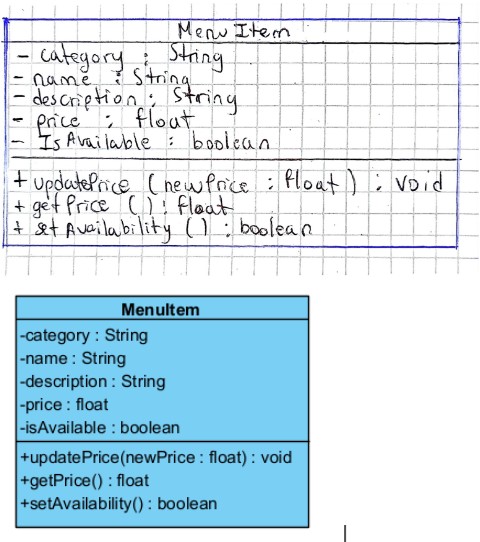 Menu Item
- category : String
- name : String
- description : String
- price : float
- IsAvailable : boolean
+ updatePrice (newPrice : float) : void
+ getPrice () : float
+ set Availability () : boolean
MenuItem
-category : String
-name : String
-description : String
-price : float
-isAvailable : boolean
+updatePrice(newPrice : float) : void
+getPrice() : float
+setAvailability() : boolean